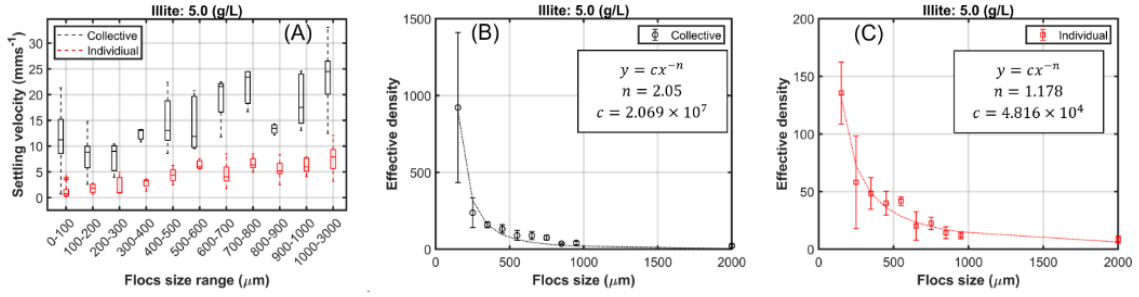 Illite: 5.0 (g/L)
Collective
Individual
(A)
Settling velocity (mms⁻¹)
35
30
25
20
15
10
5
0
0-100
100-200
200-300
300-400
400-500
500-600
600-700
700-800
800-900
900-1000
1000-3000
Flocs size range (μm)
Illite: 5.0 (g/L)
(B)
Collective
y = cx⁻ⁿ
n = 2.05
c = 2.069 × 10⁷
Effective density
1500
1000
500
0
0
500
1000
1500
2000
Flocs size (μm)
Illite: 5.0 (g/L)
(C)
Individual
y = cx⁻ⁿ
n = 1.178
c = 4.816 × 10⁴
Effective density
200
150
100
50
0
0
500
1000
1500
2000
Flocs size (μm)